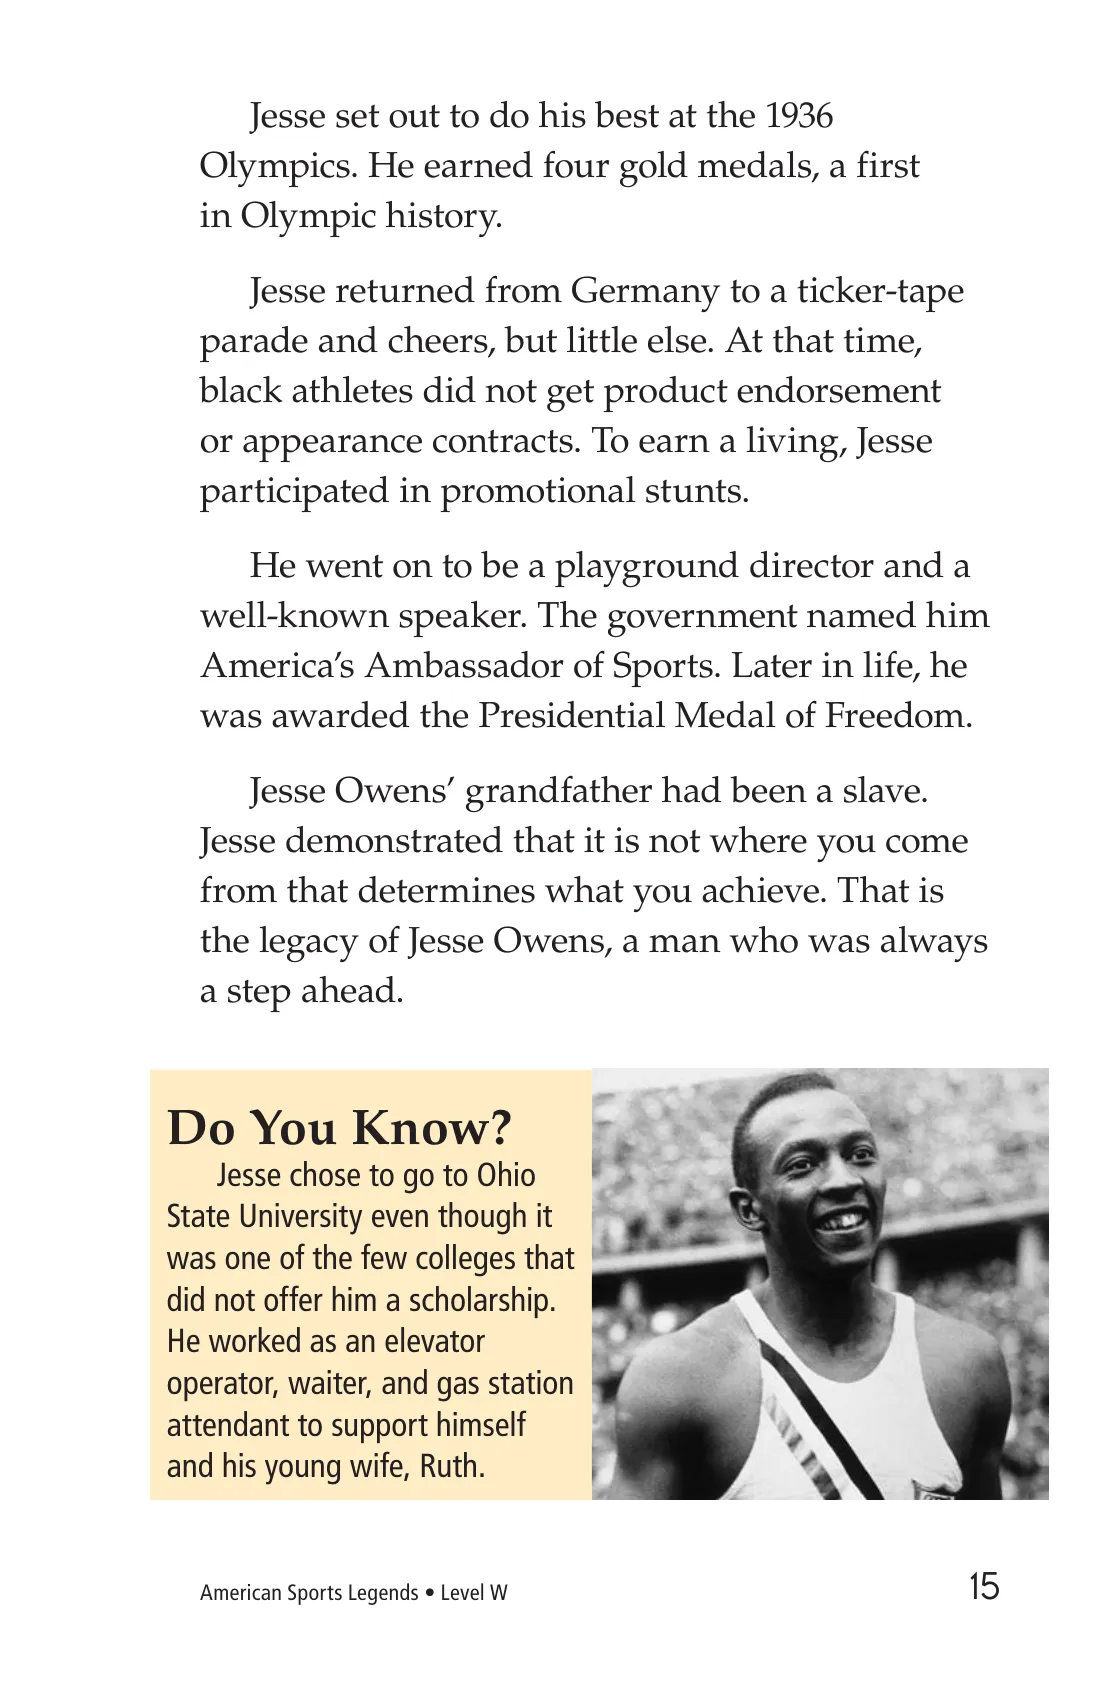 Jesse set out to do his best at the 1936
Olympics. He earned four gold medals, a first
in Olympic history.
Jesse returned from Germany to a ticker-tape
parade and cheers, but little else. At that time,
black athletes did not get product endorsement
or appearance contracts. To earn a living, Jesse
participated in promotional stunts.
He went on to be a playground director and a
well-known speaker. The government named him
America’s Ambassador of Sports. Later in life, he
was awarded the Presidential Medal of Freedom.
Jesse Owens’ grandfather had been a slave.
Jesse demonstrated that it is not where you come
from that determines what you achieve. That is
the legacy of Jesse Owens, a man who was always
a step ahead.
Do You Know?
Jesse chose to go to Ohio
State University even though it
was one of the few colleges that
did not offer him a scholarship.
He worked as an elevator
operator, waiter, and gas station
attendant to support himself
and his young wife, Ruth.
American Sports Legends • Level W
15